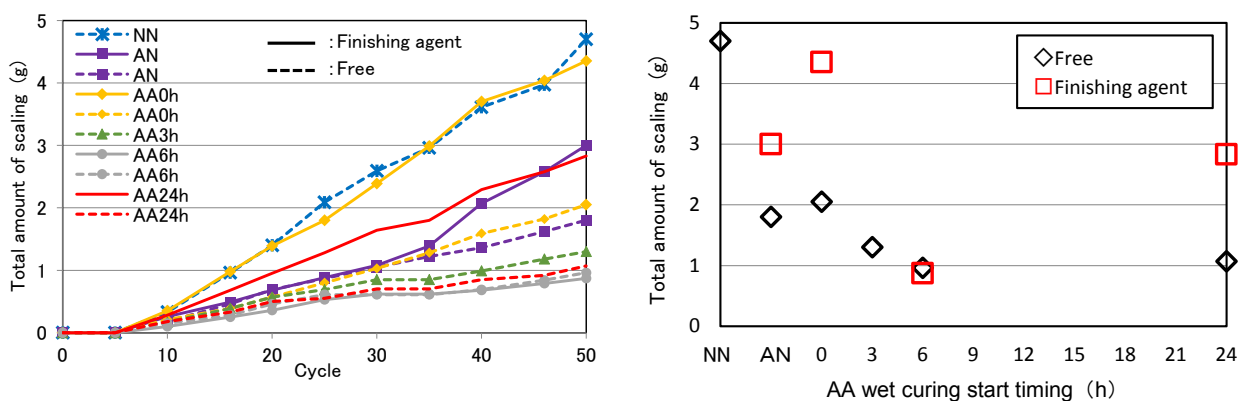 Total amount of scaling (g)
5
4
3
2
1
0
NN
AN
AN
AA0h
AA0h
AA3h
AA6h
AA6h
AA24h
AA24h
:Finishing agent
:Free
0 10 20 30 40 50
Cycle
Total amount of scaling (g)
5
4
3
2
1
0
Free
Finishing agent
NN AN 0 3 6 9 12 15 18 21 24
AA wet curing start timing (h)